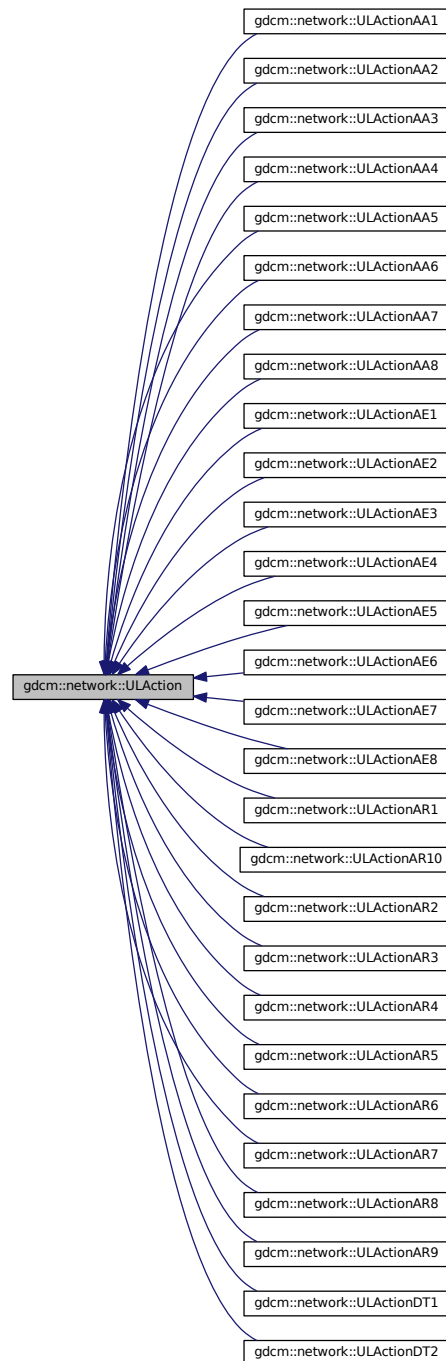 gdcm::network::ULActionAA1
gdcm::network::ULActionAA2
gdcm::network::ULActionAA3
gdcm::network::ULActionAA4
gdcm::network::ULActionAA5
gdcm::network::ULActionAA6
gdcm::network::ULActionAA7
gdcm::network::ULActionAA8
gdcm::network::ULActionAE1
gdcm::network::ULActionAE2
gdcm::network::ULActionAE3
gdcm::network::ULActionAE4
gdcm::network::ULActionAE5
gdcm::network::ULActionAE6
gdcm::network::ULAction
gdcm::network::ULActionAE7
gdcm::network::ULActionAE8
gdcm::network::ULActionAR1
gdcm::network::ULActionAR10
gdcm::network::ULActionAR2
gdcm::network::ULActionAR3
gdcm::network::ULActionAR4
gdcm::network::ULActionAR5
gdcm::network::ULActionAR6
gdcm::network::ULActionAR7
gdcm::network::ULActionAR8
gdcm::network::ULActionAR9
gdcm::network::ULActionDT1
gdcm::network::ULActionDT2